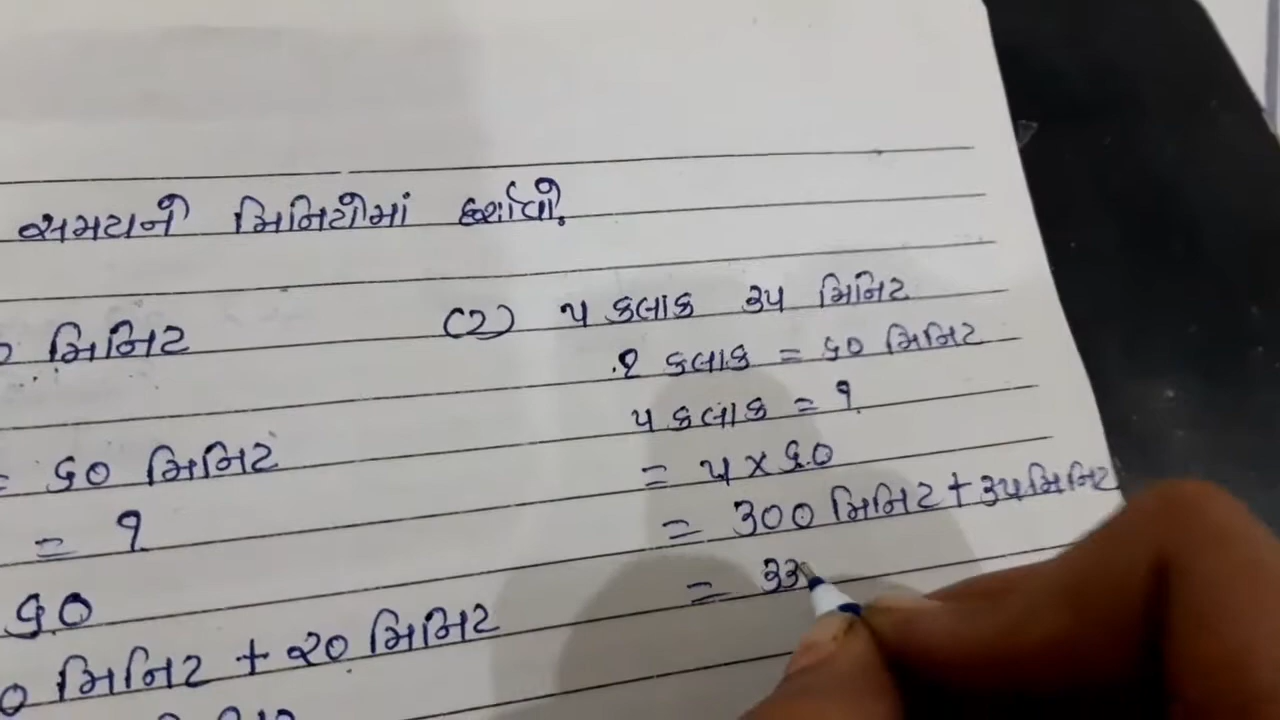 સમયને મિનિટોમાં દર્શાવો.
મિનિટ
= ૬૦ મિનિટ
= ?
૬૦
૦ મિનિટ + ૨૦ મિનિટ
(2) ૫ કલાક ૩૫ મિનિટ
૧ કલાક = ૬૦ મિનિટ
૫ કલાક = ?
= ૫ × ૬૦
= ૩૦૦ મિનિટ + ૩૫ મિનિટ
= ૩૩